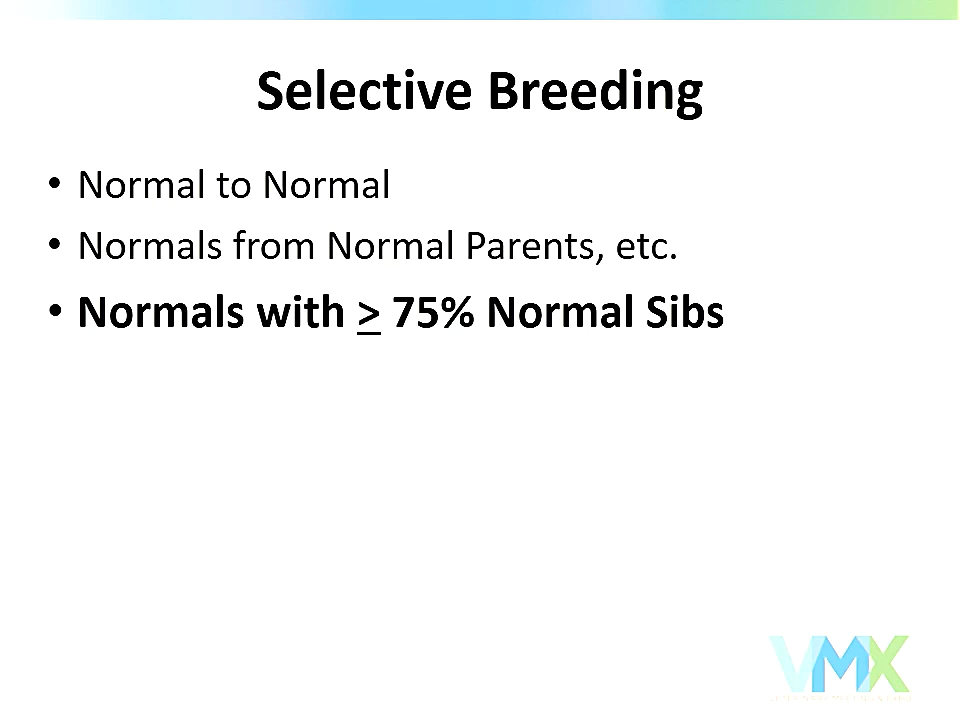 Selective Breeding
• Normal to Normal
• Normals from Normal Parents, etc.
• Normals with ≥ 75% Normal Sibs
VMX